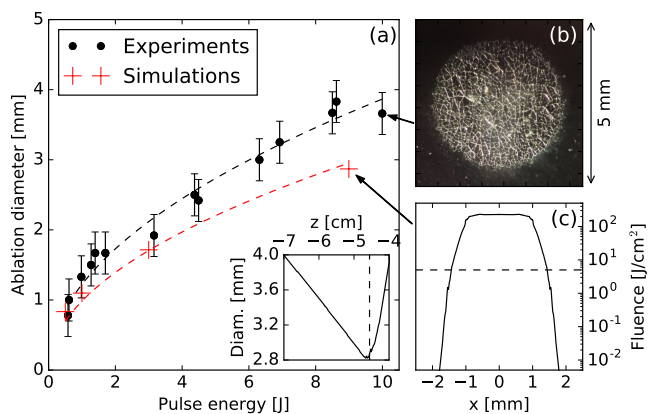 (a)
Experiments
Simulations
Ablation diameter [mm]
5
4
3
2
1
0
0
2
4
6
8
10
Pulse energy [J]
z [cm]
−7
−6
−5
−4
4.0
3.6
3.2
2.8
Diam. [mm]
(b)
5 mm
(c)
10²
10¹
10⁰
10⁻¹
10⁻²
Fluence [J/cm²]
−2
−1
0
1
2
x [mm]